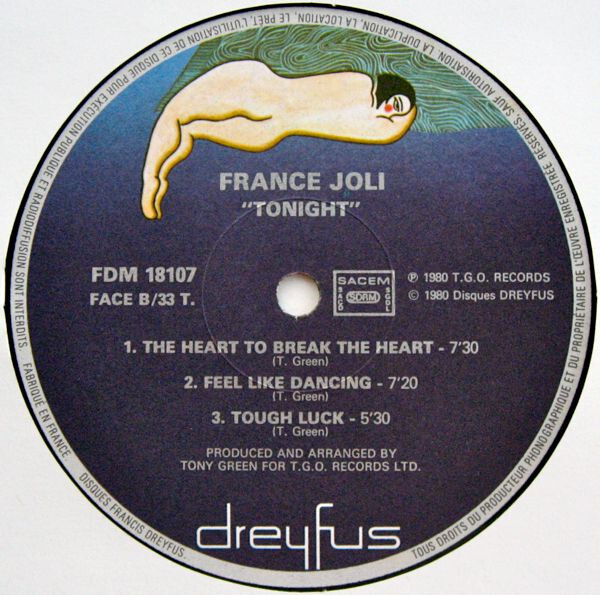 FRANCE JOLI
"TONIGHT"
FDM 18107
FACE B/33 T.
SACEM
SACD
SDRM
SGDL
℗ 1980 T.G.O. RECORDS
© 1980 Disques DREYFUS
1. THE HEART TO BREAK THE HEART - 7'30
(T. Green)
2. FEEL LIKE DANCING - 7'20
(T. Green)
3. TOUGH LUCK - 5'30
(T. Green)
PRODUCED AND ARRANGED BY
TONY GREEN FOR T.G.O. RECORDS LTD.
dreyfus
TOUS DROITS DU PRODUCTEUR PHONOGRAPHIQUE ET DU PROPRIÉTAIRE DE L'ŒUVRE ENREGISTRÉE RÉSERVÉS. SAUF AUTORISATION, LA DUPLICATION, LA LOCATION, LE PRÊT, L'UTILISATION DE CE DISQUE POUR EXÉCUTION PUBLIQUE ET RADIODIFFUSION SONT INTERDITS.
FABRIQUÉ EN FRANCE.
DISQUES FRANCIS DREYFUS.